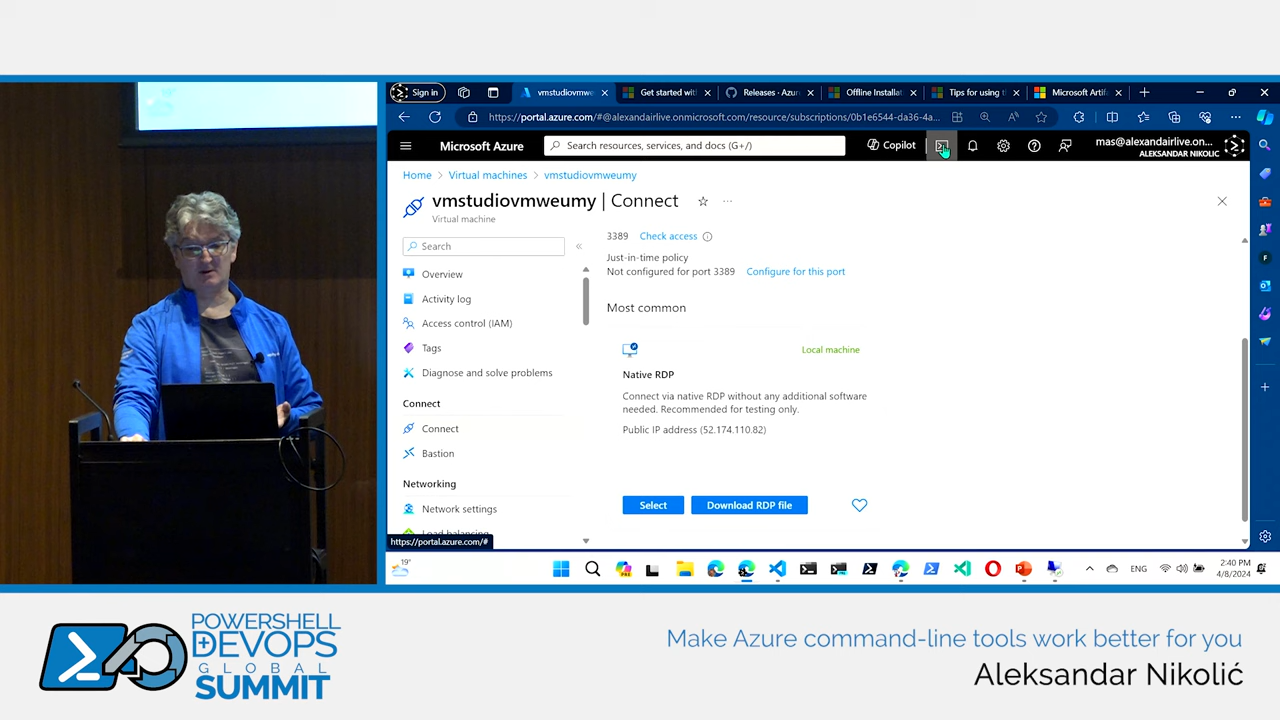 Sign in
vmstudiovmwe
Get started with
Releases · Azure
Offline Installat
Tips for using t
Microsoft Artifa
https://portal.azure.com/#@alexandairlive.onmicrosoft.com/resource/subscriptions/0b1e6544-da36-4a...
Microsoft Azure
Search resources, services, and docs (G+/)
Copilot
mas@alexandairlive.on...
ALEKSANDAR NIKOLIC
Home > Virtual machines > vmstudiovmweumy
vmstudiovmweumy | Connect
Virtual machine
Search
Overview
Activity log
Access control (IAM)
Tags
Diagnose and solve problems
Connect
Connect
Bastion
Networking
Network settings
Load balancing
https://portal.azure.com/#
3389 Check access
Just-in-time policy
Not configured for port 3389 Configure for this port
Most common
Local machine
Native RDP
Connect via native RDP without any additional software
needed. Recommended for testing only.
Public IP address (52.174.110.82)
Select
Download RDP file
19°
ENG
2:40 PM
4/8/2024
POWERSHELL
DEVOPS
GLOBAL
SUMMIT
Make Azure command-line tools work better for you
Aleksandar Nikolić